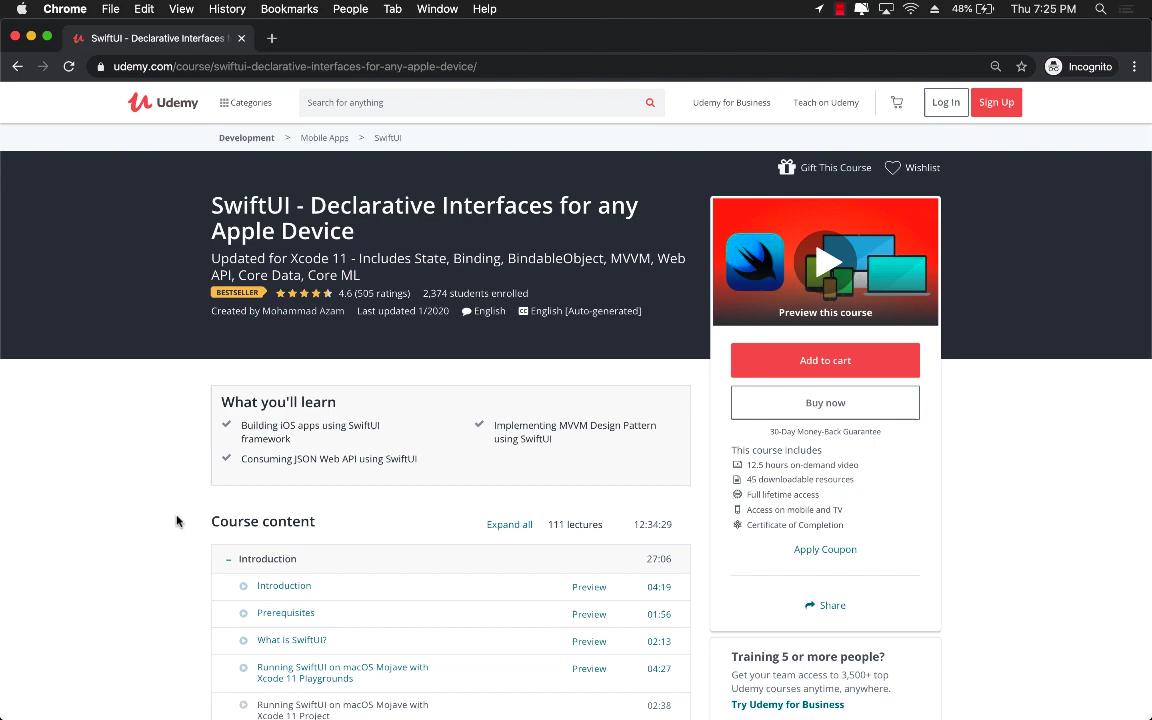 Chrome File Edit View History Bookmarks People Tab Window Help 48% Thu 7:25 PM
SwiftUI - Declarative Interfaces f
udemy.com/course/swiftui-declarative-interfaces-for-any-apple-device/ Incognito
Udemy Categories Search for anything Udemy for Business Teach on Udemy Log In Sign Up
Development > Mobile Apps > SwiftUI
Gift This Course Wishlist
SwiftUI - Declarative Interfaces for any
Apple Device
Updated for Xcode 11 - Includes State, Binding, BindableObject, MVVM, Web
API, Core Data, Core ML
BESTSELLER 4.6 (505 ratings) 2,374 students enrolled
Created by Mohammad Azam Last updated 1/2020 English English [Auto-generated]
Preview this course
Add to cart
Buy now
30-Day Money-Back Guarantee
This course includes
12.5 hours on-demand video
45 downloadable resources
Full lifetime access
Access on mobile and TV
Certificate of Completion
Apply Coupon
Share
Training 5 or more people?
Get your team access to 3,500+ top
Udemy courses anytime, anywhere.
Try Udemy for Business
What you'll learn
Building iOS apps using SwiftUI
framework
Consuming JSON Web API using SwiftUI
Implementing MVVM Design Pattern
using SwiftUI
Course content Expand all 111 lectures 12:34:29
Introduction 27:06
Introduction Preview 04:19
Prerequisites Preview 01:56
What is SwiftUI? Preview 02:13
Running SwiftUI on macOS Mojave with
Xcode 11 Playgrounds Preview 04:27
Running SwiftUI on macOS Mojave with
Xcode 11 Project 02:38